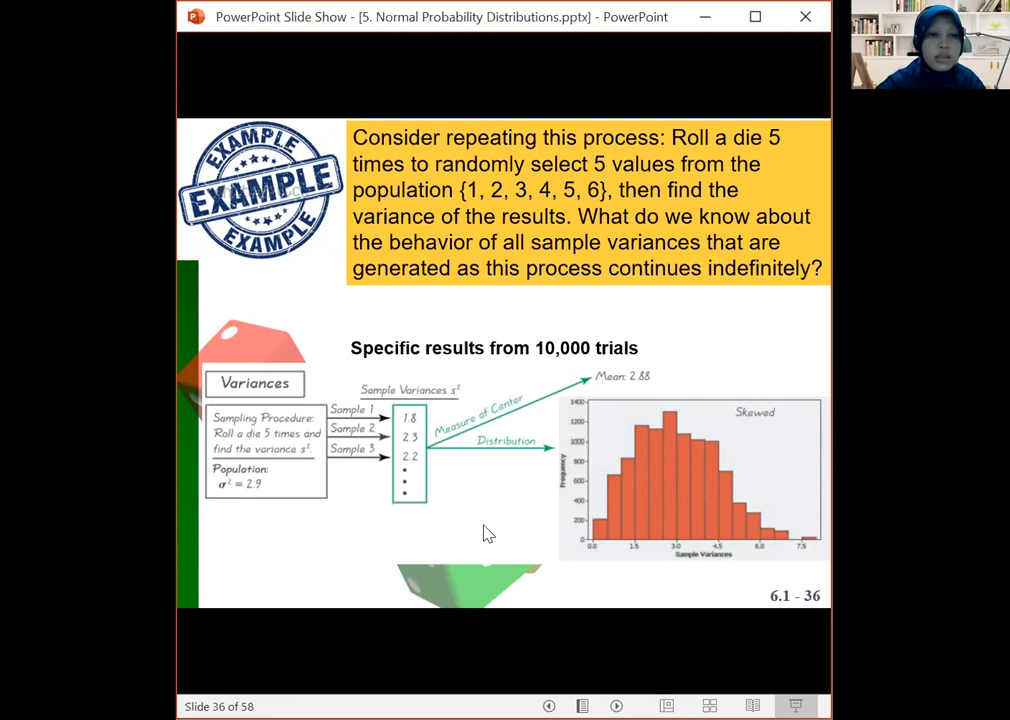 PowerPoint Slide Show - [5. Normal Probability Distributions.pptx] - PowerPoint
EXAMPLE
EXAMPLE
EXAMPLE
Consider repeating this process: Roll a die 5
times to randomly select 5 values from the
population {1, 2, 3, 4, 5, 6}, then find the
variance of the results. What do we know about
the behavior of all sample variances that are
generated as this process continues indefinitely?
Specific results from 10,000 trials
Variances
Sampling Procedure:
Roll a die 5 times and
find the variance s².
Population:
σ² = 2.9
Sample 1
Sample 2
Sample 3
Sample Variances s²
1.8
2.3
2.2
Measure of Center
Mean: 2.88
Distribution
Skewed
Frequency
1400
1200
1000
800
600
400
200
0
0.0 1.5 3.0 4.5 6.0 7.5
Sample Variances
6.1 - 36
Slide 36 of 58